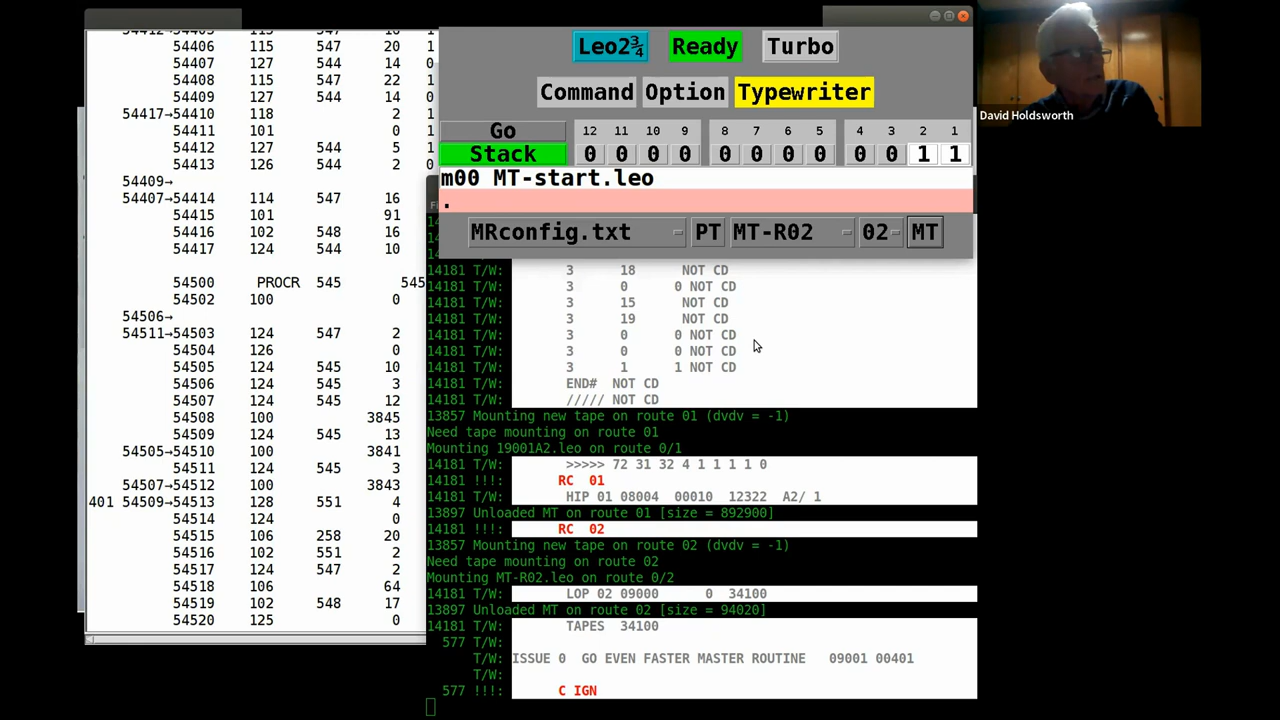 54406 115 547 20 1
54407 127 544 14 0
54408 115 547 22 1
54409 127 544 14 0
54417→54410 118 2 1
54411 101 0 1
54412 127 544 5 1
54413 126 544 2 0
54409→
54407→54414 114 547 16
54415 101 91
54416 102 548 16
54417 124 544 10
54500 PROCR 545 545
54502 100 0
54506→
54511→54503 124 547 2
54504 126 0
54505 124 545 10
54506 124 545 3
54507 124 545 12
54508 100 3845
54509 124 545 13
54505→54510 100 3841
54511 124 545 3
54507→54512 100 3843
401 54509→54513 128 551 4
54514 124 0
54515 106 258 20
54516 102 551 2
54517 124 547 2
54518 106 64
54519 102 548 17
54520 125 0
Leo2¾ Ready Turbo
Command Option Typewriter
Go 12 11 10 9 8 7 6 5 4 3 2 1
Stack 0 0 0 0 0 0 0 0 0 0 1 1
m00 MT-start.leo
.
MRconfig.txt PT MT-R02 02 MT
14181 T/W: 3 18 NOT CD
14181 T/W: 3 0 0 NOT CD
14181 T/W: 3 15 NOT CD
14181 T/W: 3 19 NOT CD
14181 T/W: 3 0 0 NOT CD
14181 T/W: 3 0 0 NOT CD
14181 T/W: 3 1 1 NOT CD
14181 T/W: END# NOT CD
14181 T/W: ///// NOT CD
13857 Mounting new tape on route 01 (dvdv = -1)
Need tape mounting on route 01
Mounting 19001A2.leo on route 0/1
14181 T/W: >>>>> 72 31 32 4 1 1 1 1 0
14181 !!!: RC 01
14181 T/W: HIP 01 08004 00010 12322 A2/ 1
13897 Unloaded MT on route 01 [size = 892900]
14181 !!!: RC 02
13857 Mounting new tape on route 02 (dvdv = -1)
Need tape mounting on route 02
Mounting MT-R02.leo on route 0/2
14181 T/W: LOP 02 09000 0 34100
13897 Unloaded MT on route 02 [size = 94020]
14181 T/W: TAPES 34100
577 T/W:
T/W: ISSUE 0 GO EVEN FASTER MASTER ROUTINE 09001 00401
T/W:
577 !!!: C IGN
David Holdsworth